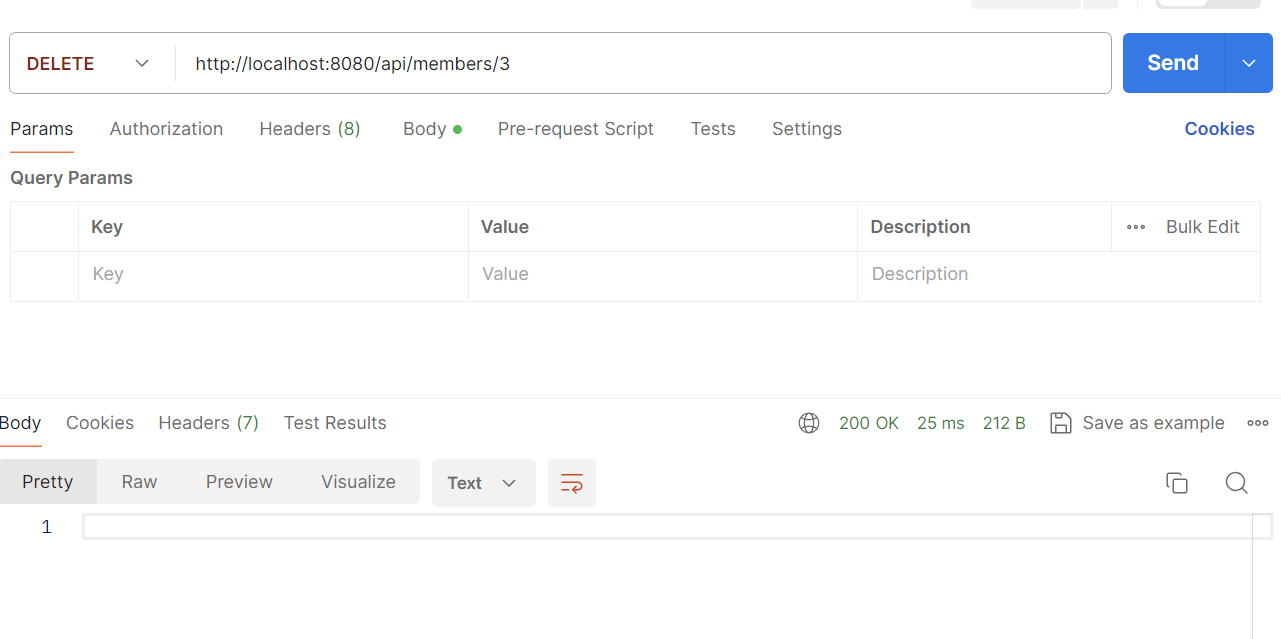 DELETE http://localhost:8080/api/members/3 Send
Params Authorization Headers (8) Body Pre-request Script Tests Settings Cookies
Query Params
Key Value Description Bulk Edit
Key Value Description
Body Cookies Headers (7) Test Results 200 OK 25 ms 212 B Save as example
Pretty Raw Preview Visualize Text
1